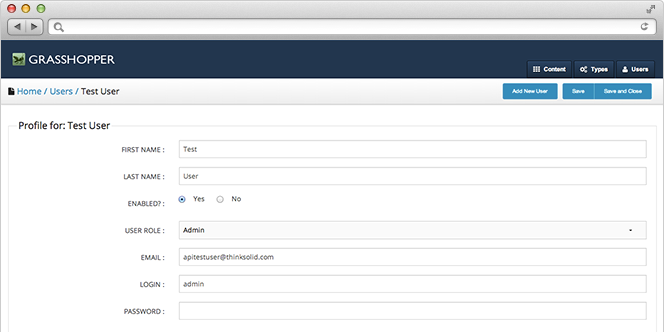 GRASSHOPPER
Content Types Users
Home / Users / Test User Add New User Save Save and Close
Profile for: Test User
FIRST NAME : Test
LAST NAME : User
ENABLED? : Yes No
USER ROLE : Admin
EMAIL : apitestuser@thinksolid.com
LOGIN : admin
PASSWORD :